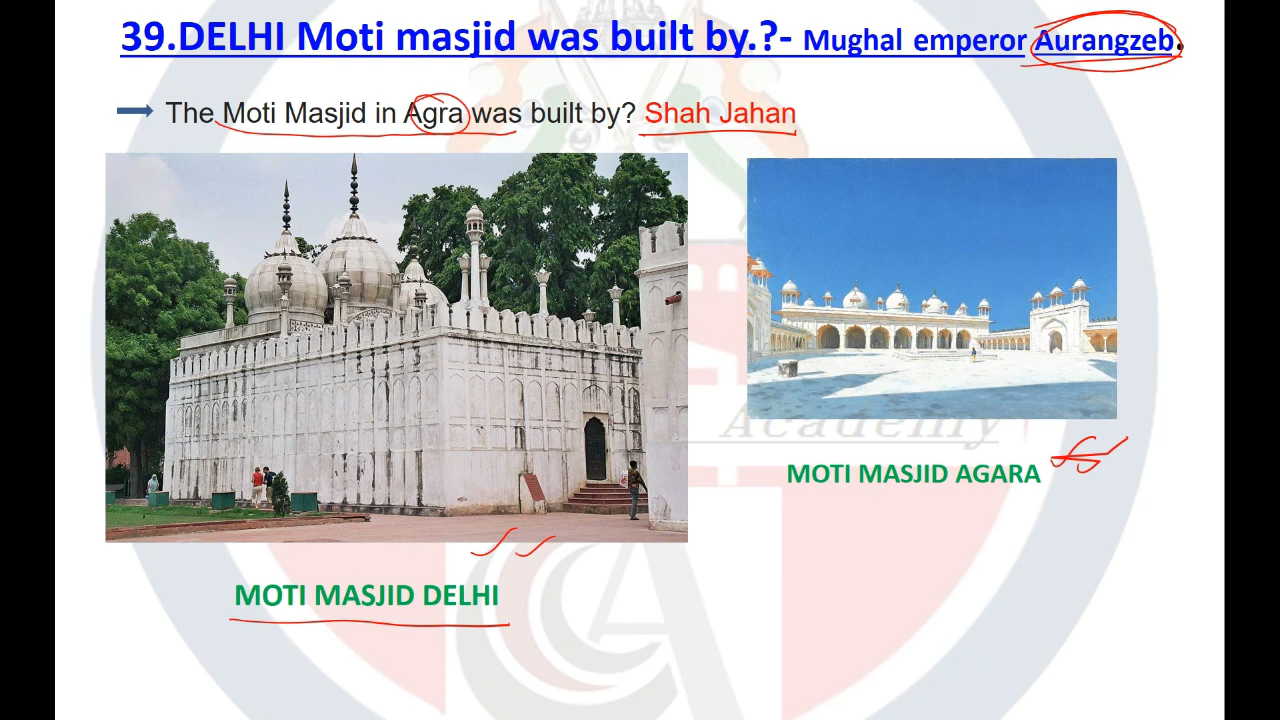 39.DELHI Moti masjid was built by.?- Mughal emperor Aurangzeb.
The Moti Masjid in Agra was built by? Shah Jahan
Academy
MOTI MASJID AGARA
MOTI MASJID DELHI